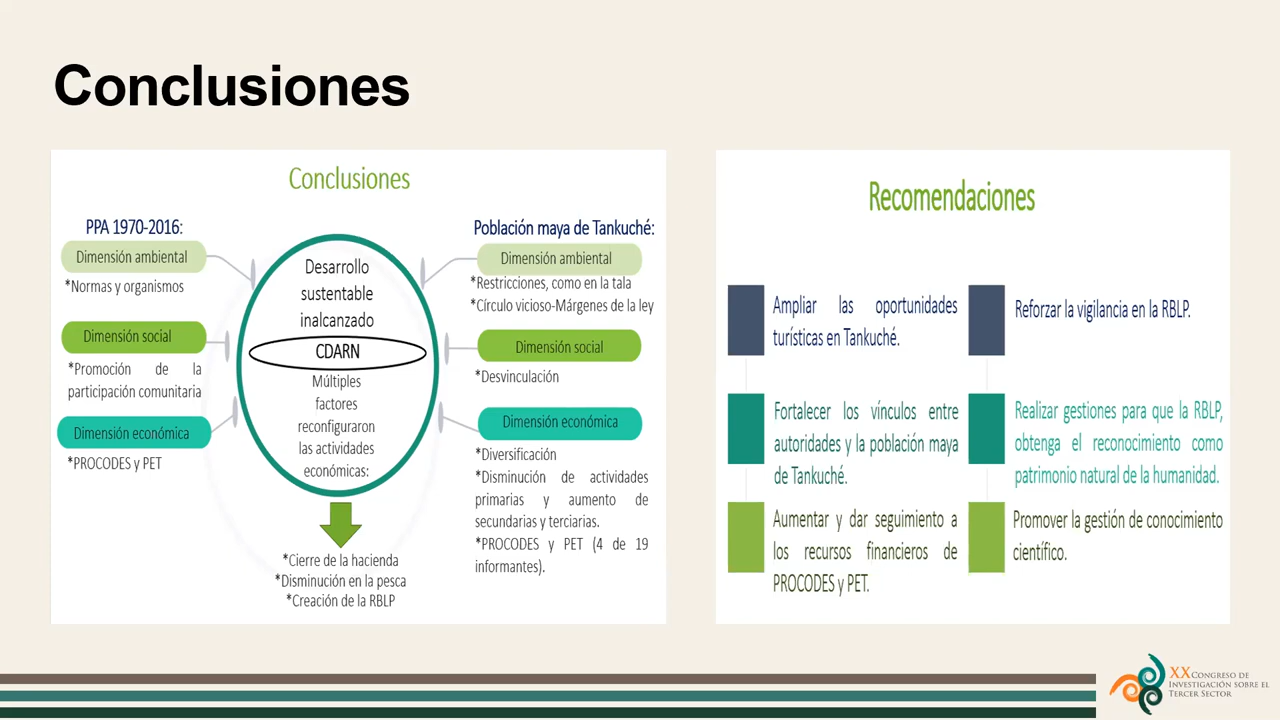 Conclusiones
Conclusiones
PPA 1970-2016:
Dimensión ambiental
*Normas y organismos
Dimensión social
*Promoción de la
participación comunitaria
Dimensión económica
*PROCODES y PET
Desarrollo
sustentable
inalcanzado
CDARN
Múltiples
factores
reconfiguraron
las actividades
económicas:
*Cierre de la hacienda
*Disminución en la pesca
*Creación de la RBLP
Población maya de Tankuché:
Dimensión ambiental
*Restricciones, como en la tala
*Círculo vicioso-Márgenes de la ley
Dimensión social
*Desvinculación
Dimensión económica
*Diversificación
*Disminución de actividades
primarias y aumento de
secundarias y terciarias.
*PROCODES y PET (4 de 19
informantes).
Recomendaciones
Ampliar las oportunidades
turísticas en Tankuché.
Fortalecer los vínculos entre
autoridades y la población maya
de Tankuché.
Aumentar y dar seguimiento a
los recursos financieros de
PROCODES y PET.
Reforzar la vigilancia en la RBLP.
Realizar gestiones para que la RBLP,
obtenga el reconocimiento como
patrimonio natural de la humanidad.
Promover la gestión de conocimiento
científico.
XX CONGRESO DE
INVESTIGACIÓN SOBRE EL
TERCER SECTOR